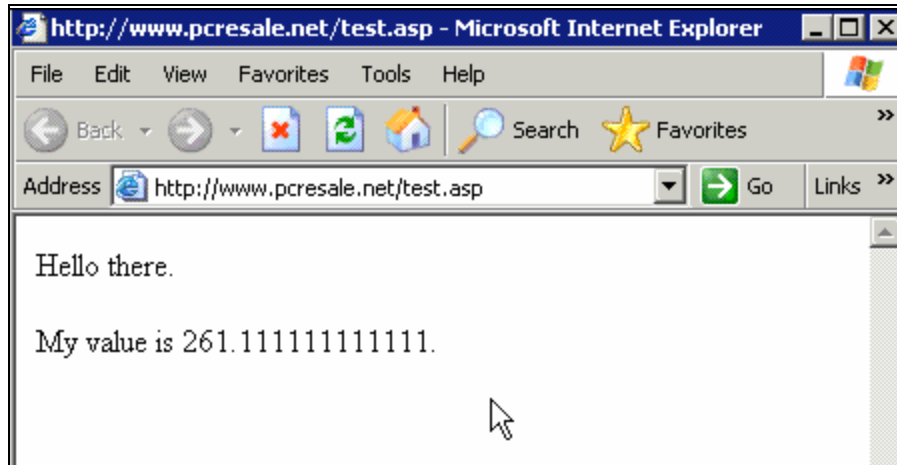 http://www.pcresale.net/test.asp - Microsoft Internet Explorer
File Edit View Favorites Tools Help
Back Search Favorites »
Address http://www.pcresale.net/test.asp Go Links »
Hello there.
My value is 261.111111111111.